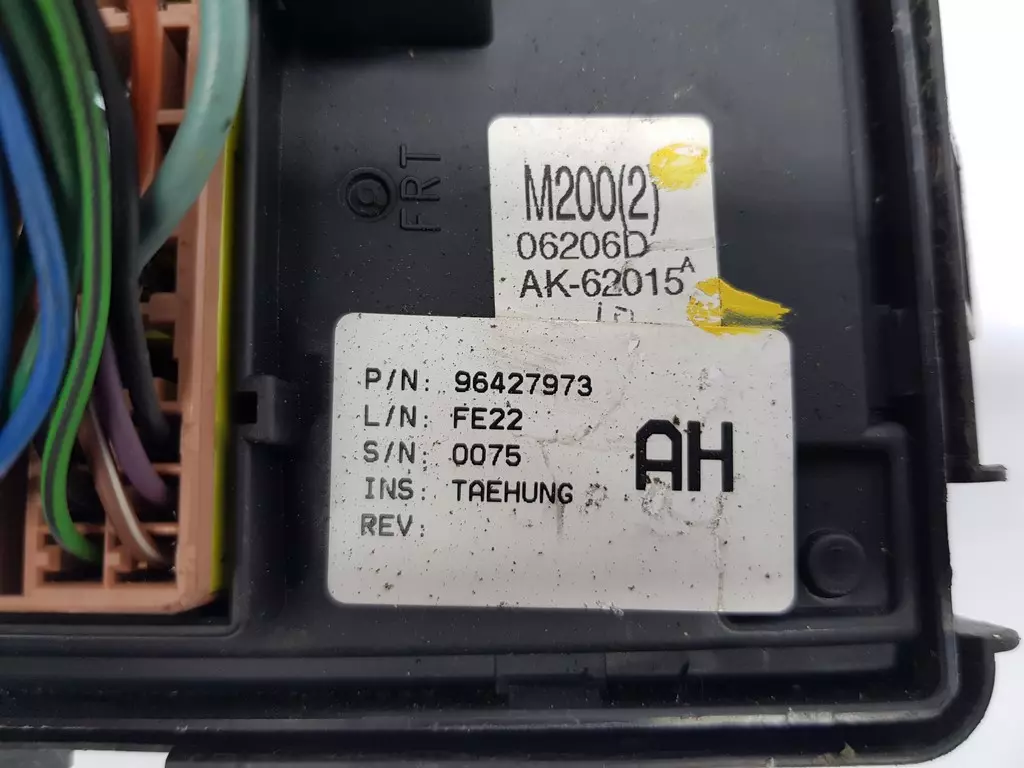 FRT
M200(2)
06206D
AK-62015A
P/N: 96427973
L/N: FE22
S/N: 0075
INS: TAEHUNG
REV:
AH